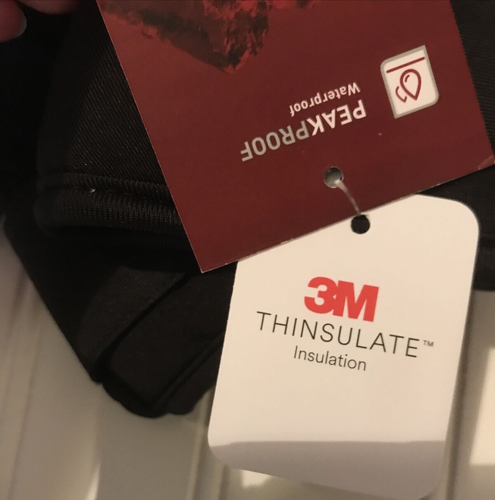 PEAKPROOF
Waterproof
3M
THINSULATE™
Insulation